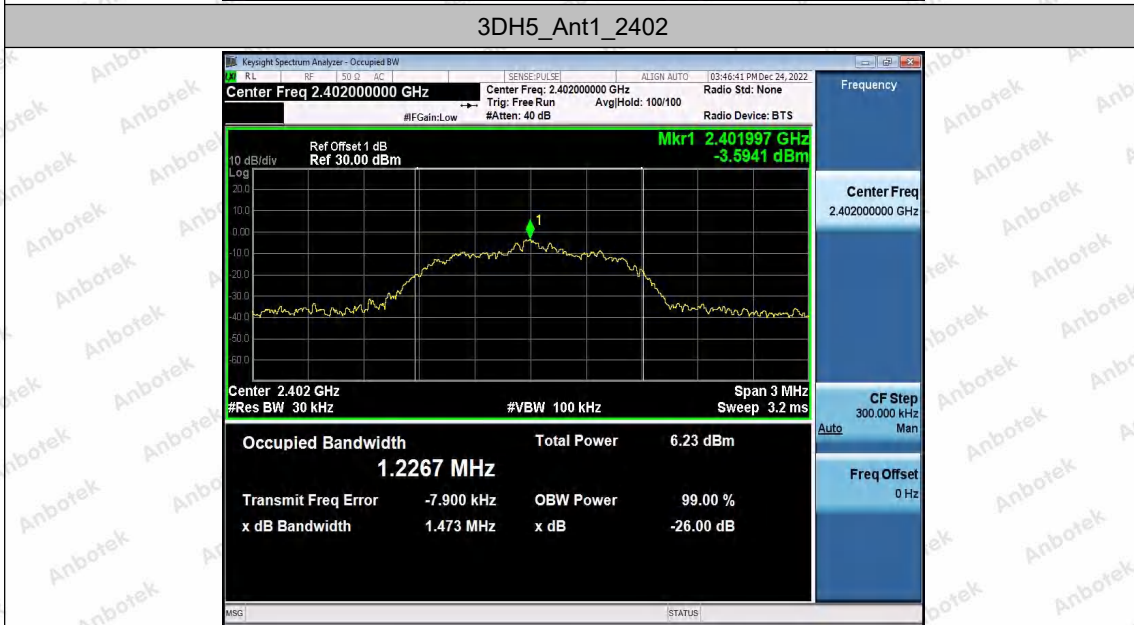 3DH5_Ant1_2402
Keysight Spectrum Analyzer - Occupied BW
LXI RL RF 50 Ω AC SENSE:PULSE ALIGN AUTO 03:46:41 PM Dec 24, 2022
Center Freq 2.402000000 GHz
Center Freq: 2.402000000 GHz
Radio Std: None
Trig: Free Run Avg|Hold: 100/100
#IFGain:Low #Atten: 40 dB Radio Device: BTS
Frequency
Ref Offset 1 dB
10 dB/div Ref 30.00 dBm
Mkr1 2.401997 GHz
-3.5941 dBm
Log
20.0
10.0
0.00
-10.0
-20.0
-30.0
-40.0
-50.0
-60.0
1
Center 2.402 GHz Span 3 MHz
#Res BW 30 kHz #VBW 100 kHz Sweep 3.2 ms
Center Freq
2.402000000 GHz
CF Step
300.000 kHz
Auto Man
Freq Offset
0 Hz
Occupied Bandwidth Total Power 6.23 dBm
1.2267 MHz
Transmit Freq Error -7.900 kHz OBW Power 99.00 %
x dB Bandwidth 1.473 MHz x dB -26.00 dB
MSG STATUS
Anbotek